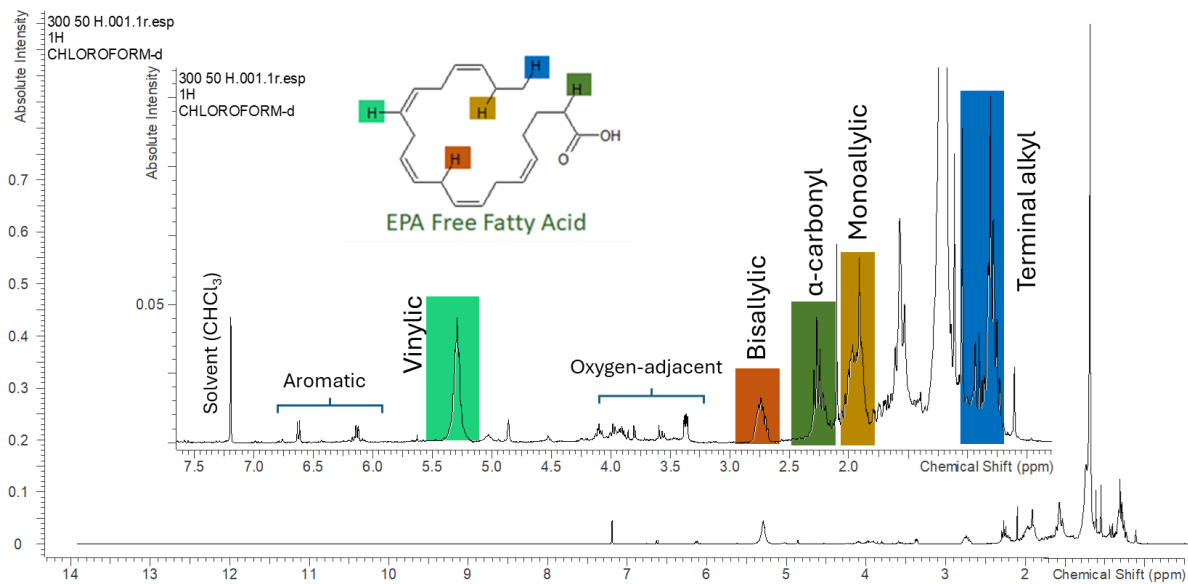 300 50 H.001.1r.esp
1H
CHLOROFORM-d
Absolute Intensity
0.7
0.6
0.5
0.4
0.3
0.2
0.1
0
300 50 H.001.1r.esp
1H
CHLOROFORM-d
Absolute Intensity
0.05
H
H
H
H
H
OH
O
EPA Free Fatty Acid
Solvent (CHCl₃)
Aromatic
Vinylic
Oxygen-adjacent
Bisallylic
α-carbonyl
Monoallylic
Terminal alkyl
7.5 7.0 6.5 6.0 5.5 5.0 4.5 4.0 3.5 3.0 2.5 2.0 Chemical Shift (ppm)
14 13 12 11 10 9 8 7 6 5 4 3 2 Chemical Shift (ppm)